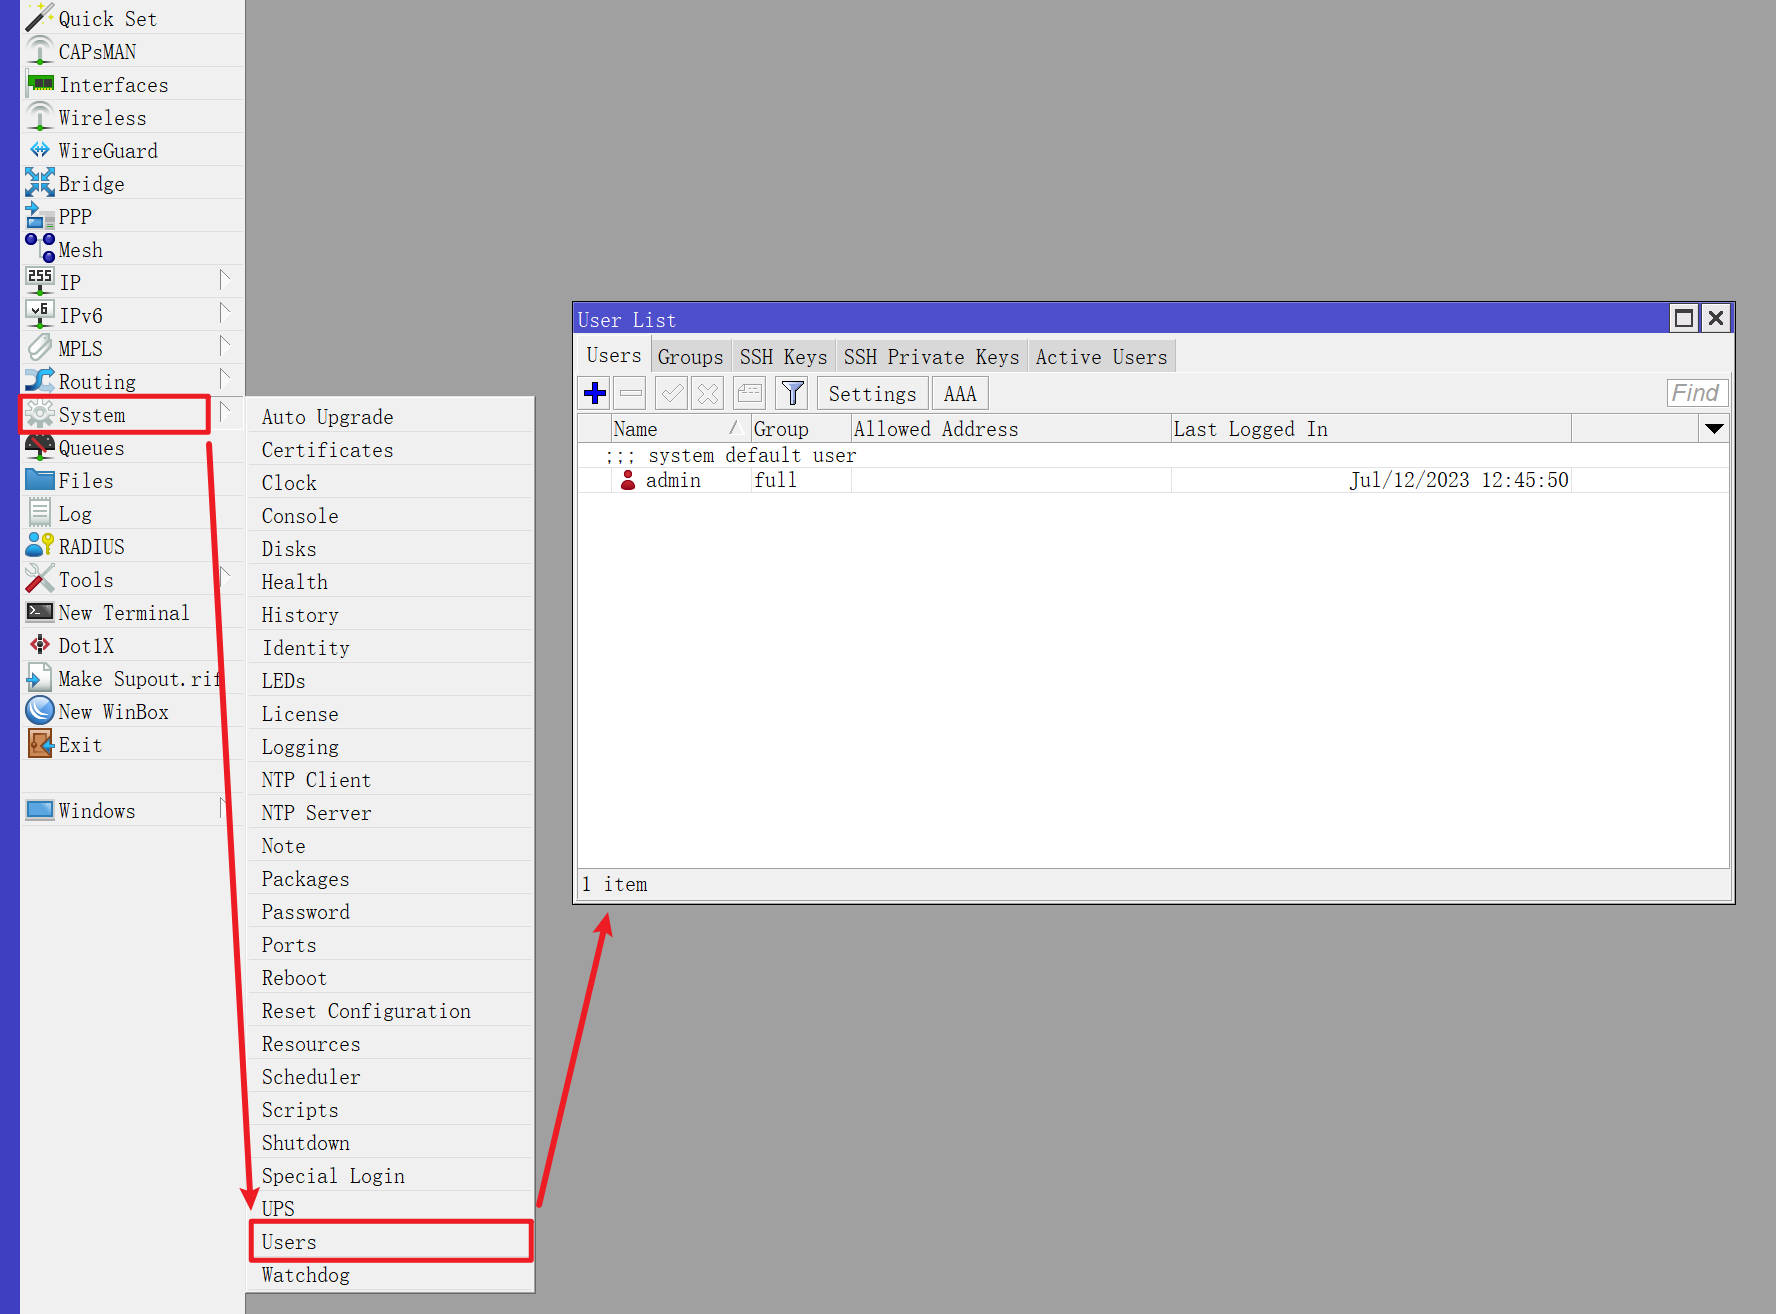 Quick Set
CAPsMAN
Interfaces
Wireless
WireGuard
Bridge
PPP
Mesh
255 IP
v6 IPv6
MPLS
Routing
System
Queues
Files
Log
RADIUS
Tools
New Terminal
Dot1X
Make Supout.rif
New WinBox
Exit
Windows
Auto Upgrade
Certificates
Clock
Console
Disks
Health
History
Identity
LEDs
License
Logging
NTP Client
NTP Server
Note
Packages
Password
Ports
Reboot
Reset Configuration
Resources
Scheduler
Scripts
Shutdown
Special Login
UPS
Users
Watchdog
User List
Users Groups SSH Keys SSH Private Keys Active Users
Settings AAA Find
Name Group Allowed Address Last Logged In
;;; system default user
admin full Jul/12/2023 12:45:50
1 item